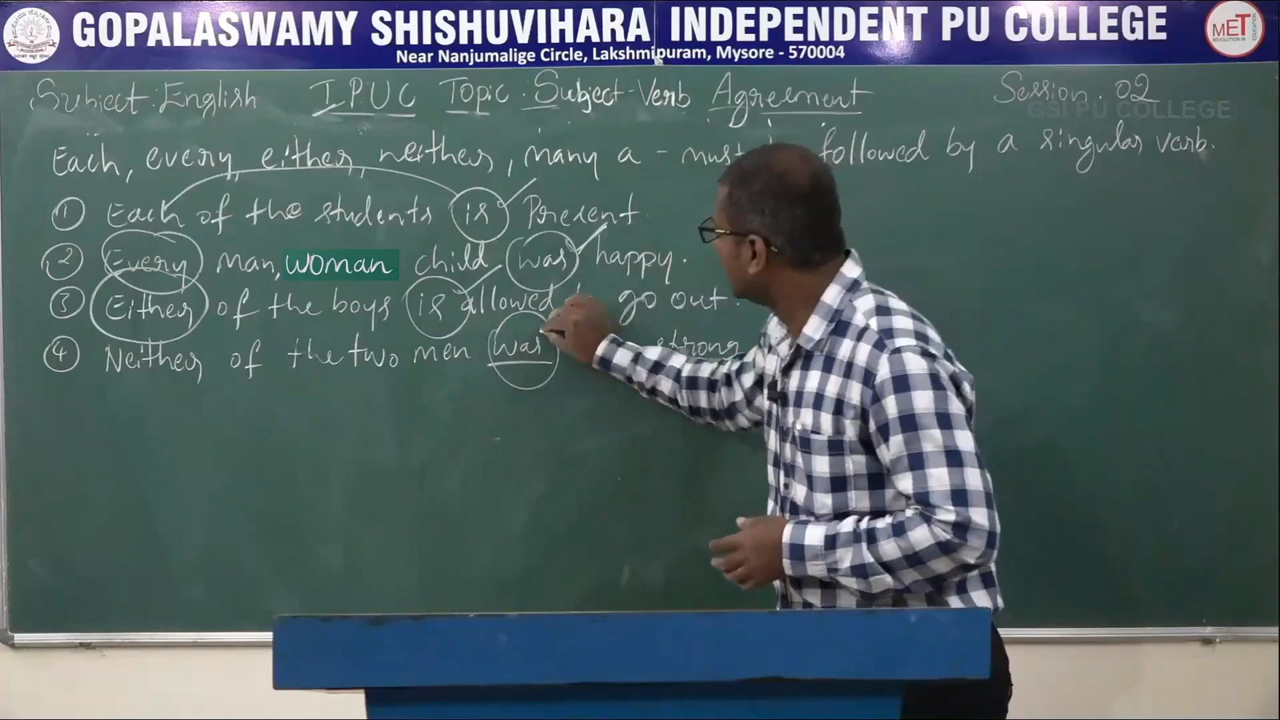 GOPALASWAMY SHISHUVIHARA INDEPENDENT PU COLLEGE
Near Nanjumalige Circle, Lakshmipuram, Mysore - 570004
MET
Subject: English I PUC Topic: Subject-Verb Agreement Session: 02
GSI PU COLLEGE
Each, every, either, neither, many a - must followed by a singular verb.
① Each of the students is Present.
② Every man, woman child was happy.
③ Either of the boys is allowed go out.
④ Neither of the two men was strong